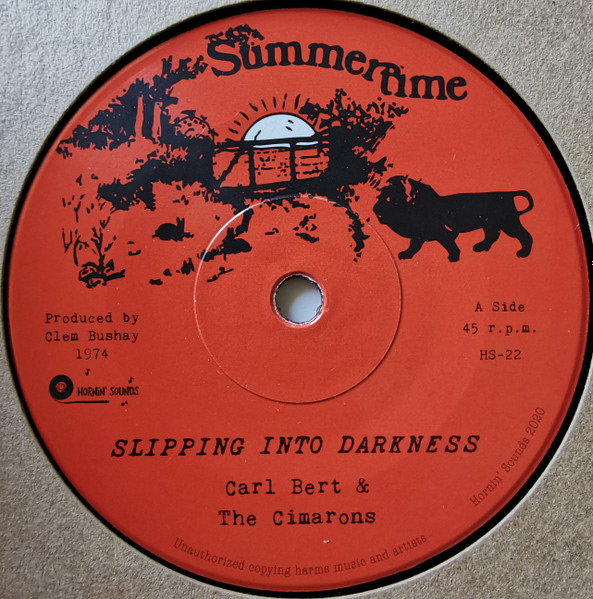 Summertime
Produced by
Clem Bushay
1974
HORNIN' SOUNDS
A Side
45 r.p.m.
HS-22
SLIPPING INTO DARKNESS
Carl Bert &
The Cimarons
Hornin' Sounds 2020
Unauthorized copying harms music and artists